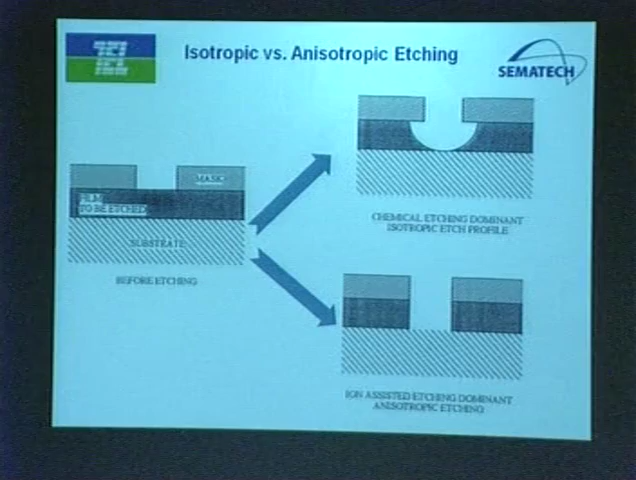 Isotropic vs. Anisotropic Etching
SEMATECH
MASK
FILM
TO BE ETCHED
SUBSTRATE
BEFORE ETCHING
CHEMICAL ETCHING DOMINANT
ISOTROPIC ETCH PROFILE
ION ASSISTED ETCHING DOMINANT
ANISOTROPIC ETCHING